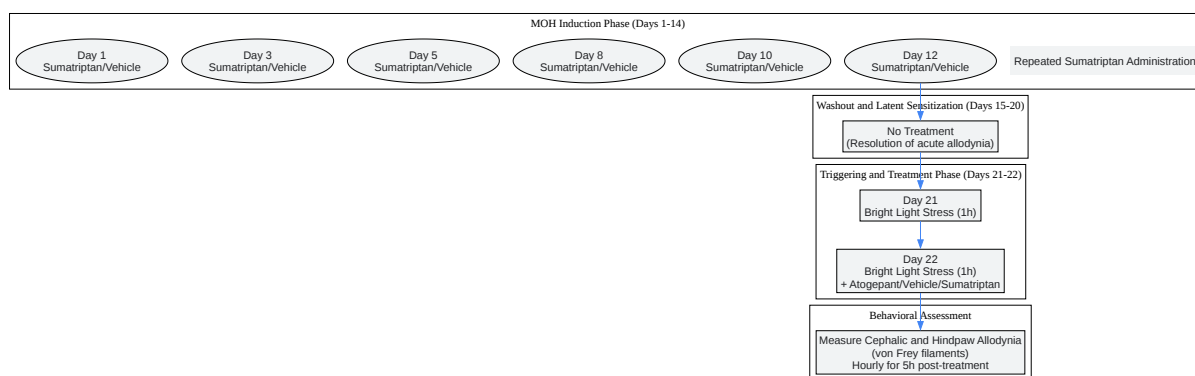 MOH Induction Phase (Days 1-14)
Day 1
Sumatriptan/Vehicle
Day 3
Sumatriptan/Vehicle
Day 5
Sumatriptan/Vehicle
Day 8
Sumatriptan/Vehicle
Day 10
Sumatriptan/Vehicle
Day 12
Sumatriptan/Vehicle
Repeated Sumatriptan Administration
Washout and Latent Sensitization (Days 15-20)
No Treatment
(Resolution of acute allodynia)
Triggering and Treatment Phase (Days 21-22)
Day 21
Bright Light Stress (1h)
Day 22
Bright Light Stress (1h)
+ Atogepant/Vehicle/Sumatriptan
Behavioral Assessment
Measure Cephalic and Hindpaw Allodynia
(von Frey filaments)
Hourly for 5h post-treatment